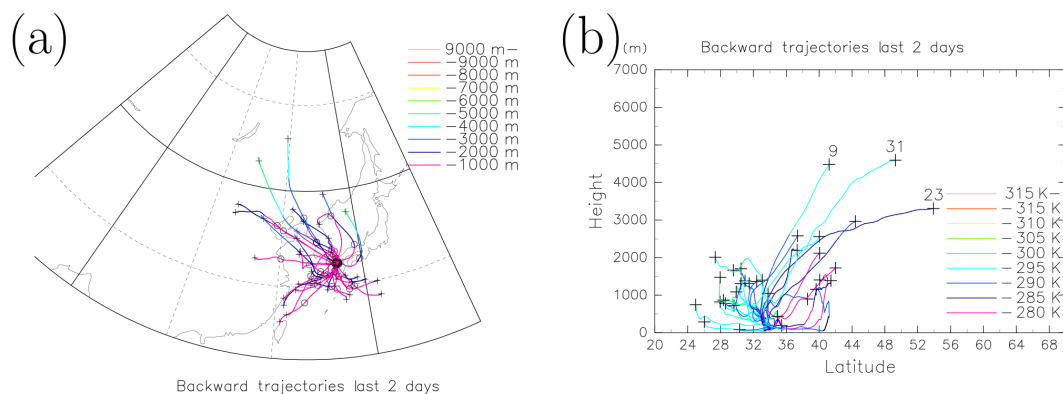 (a)
9000 m−
−9000 m
−8000 m
−7000 m
−6000 m
−5000 m
−4000 m
−3000 m
−2000 m
−1000 m
Backward trajectories last 2 days
(b)
(m)
Backward trajectories last 2 days
Height
7000
6000
5000
4000
3000
2000
1000
0
9
31
23
315 K−
−315 K
−310 K
−305 K
−300 K
−295 K
−290 K
−285 K
−280 K
20 24 28 32 36 40 44 48 52 56 60 64 68
Latitude